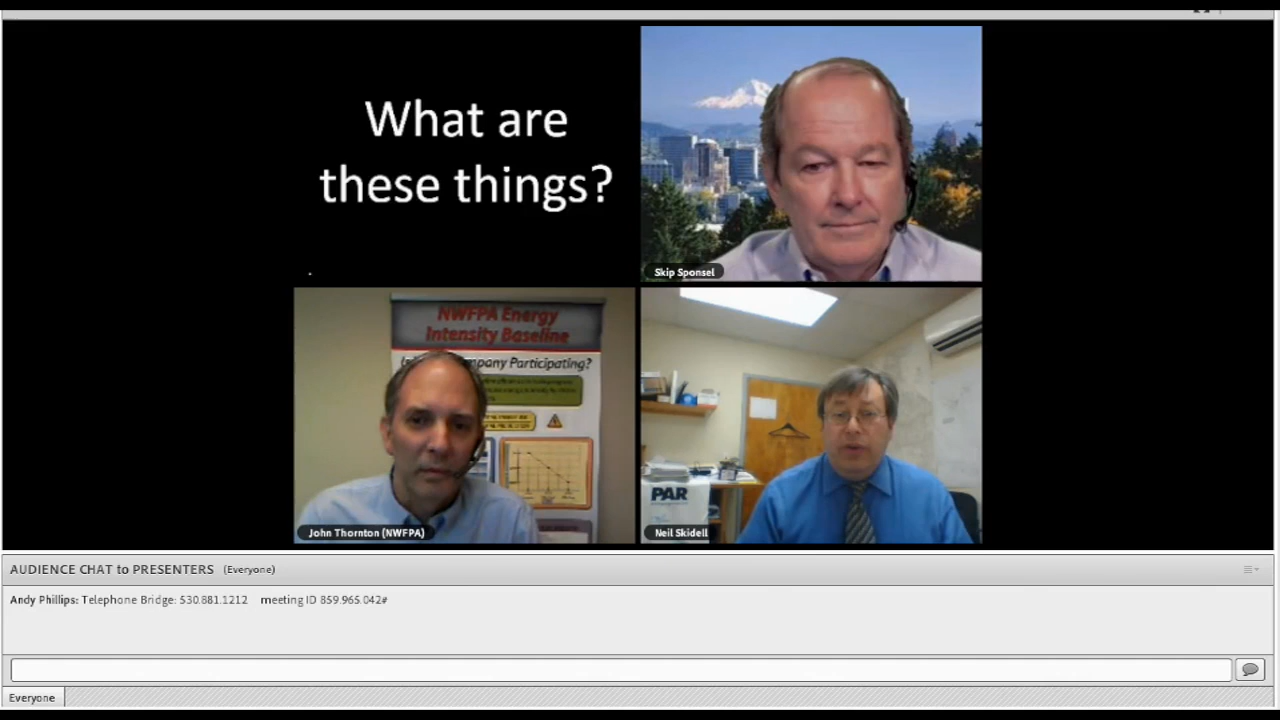 What are
these things?
Skip Sponsel
NWFPA Energy
Intensity Baseline
Company Participating?
John Thornton (NWFPA)
PAR
Neil Skidell
AUDIENCE CHAT to PRESENTERS (Everyone)
Andy Phillips: Telephone Bridge: 530.881.1212 meeting ID 859.965.042#
Everyone